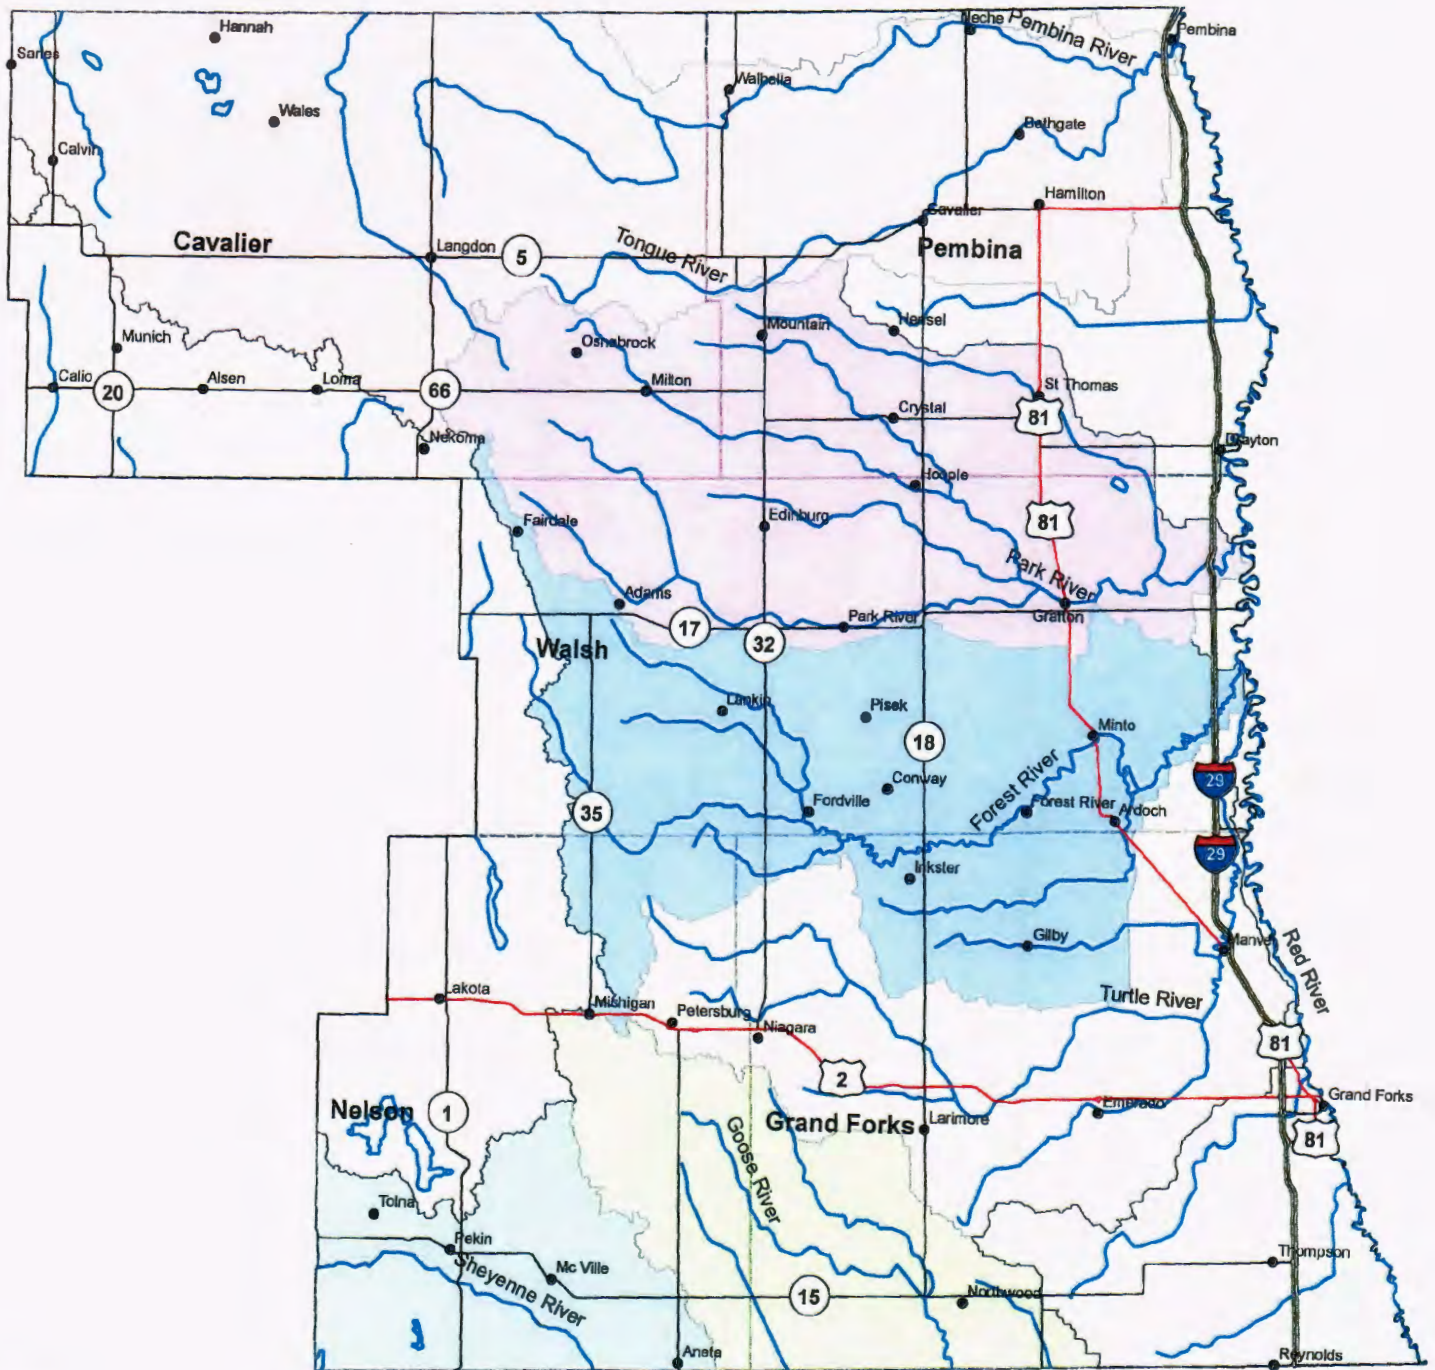 Hannah
Neche
Pembina River
Pembina
Sarles
Walhalla
Wales
Bathgate
Calvin
Hamilton
Cavalier
Cavalier
Langdon
5
Tongue River
Pembina
Munich
Osnabrock
Mountain
Hensel
Calio
20
Alsen
Loma
66
Milton
St Thomas
81
Crystal
Nekoma
Drayton
Hoople
Fairdale
Edinburg
81
Park River
Adams
Grafton
17
32
Park River
Walsh
Lankin
Pisek
18
Minto
Conway
Forest River
29
35
Fordville
Forest River
Ardoch
29
Inkster
Gilby
Manvel
Red River
Lakota
Michigan
Petersburg
Niagara
Turtle River
81
2
Nelson
1
Grand Forks
Larimore
Emerado
Grand Forks
81
Goose River
Tolna
Pekin
Sheyenne River
Mc Ville
15
Northwood
Thompson
Aneta
Reynolds